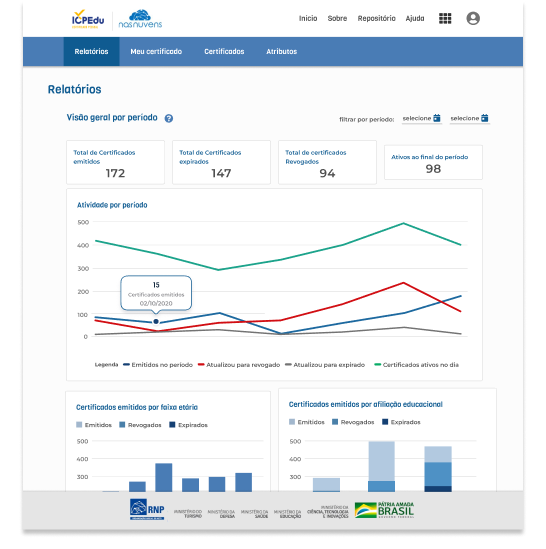 ICPEdu
nasnuvens
Início Sobre Repositório Ajuda
Relatórios Meu certificado Certificados Atributos
Relatórios
Visão geral por período ?
filtrar por período: selecione selecione
Total de Certificados emitidos
172
Total de Certificados expirados
147
Total de certificados Revogados
94
Ativos ao final do período
98
Atividade por período
500
400
300
200
100
0
15
Certificados emitidos
02/10/2020
Legenda Emitidos no período Atualizou para revogado Atualizou para expirado Certificados ativos no dia
Certificados emitidos por faixa etária
Emitidos Revogados Expirados
500
400
300
Certificados emitidos por afiliação educacional
Emitidos Revogados Expirados
500
400
300
RNP
MINISTÉRIO DO TURISMO
MINISTÉRIO DA DEFESA
MINISTÉRIO DA SAÚDE
MINISTÉRIO DA EDUCAÇÃO
MINISTÉRIO DA CIÊNCIA, TECNOLOGIA E INOVAÇÕES
PÁTRIA AMADA
BRASIL
GOVERNO FEDERAL